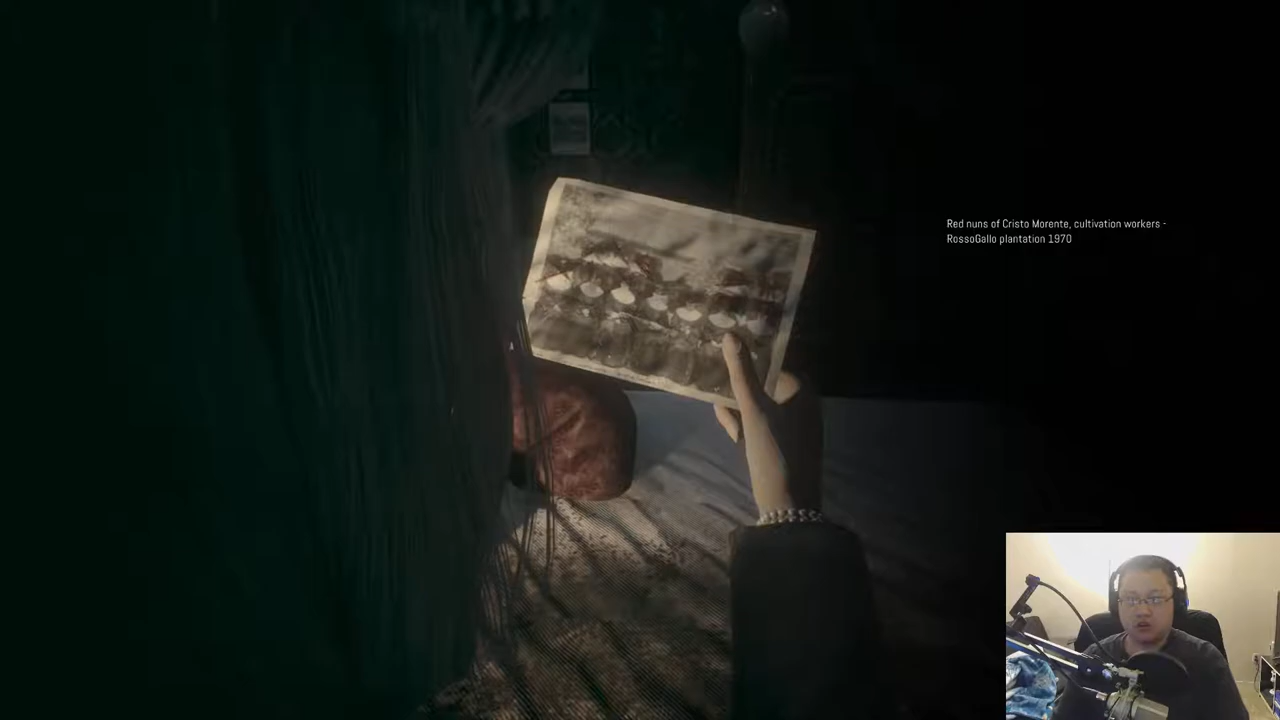 Red nuns of Cristo Morente, cultivation workers -
RossoGallo plantation 1970